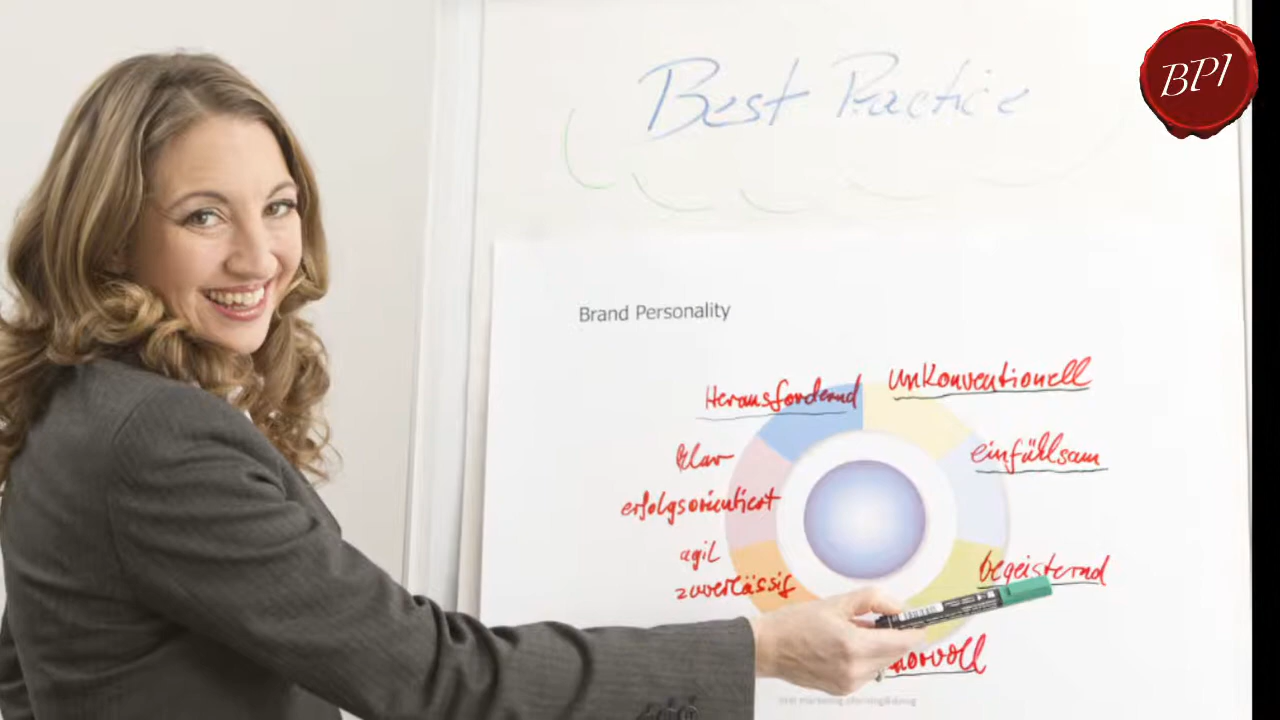 Best Practice
BPI
Brand Personality
Herausfordernd
unkonventionell
klar
einfühlsam
erfolgsorientiert
agil
begeisternd
zuverlässig